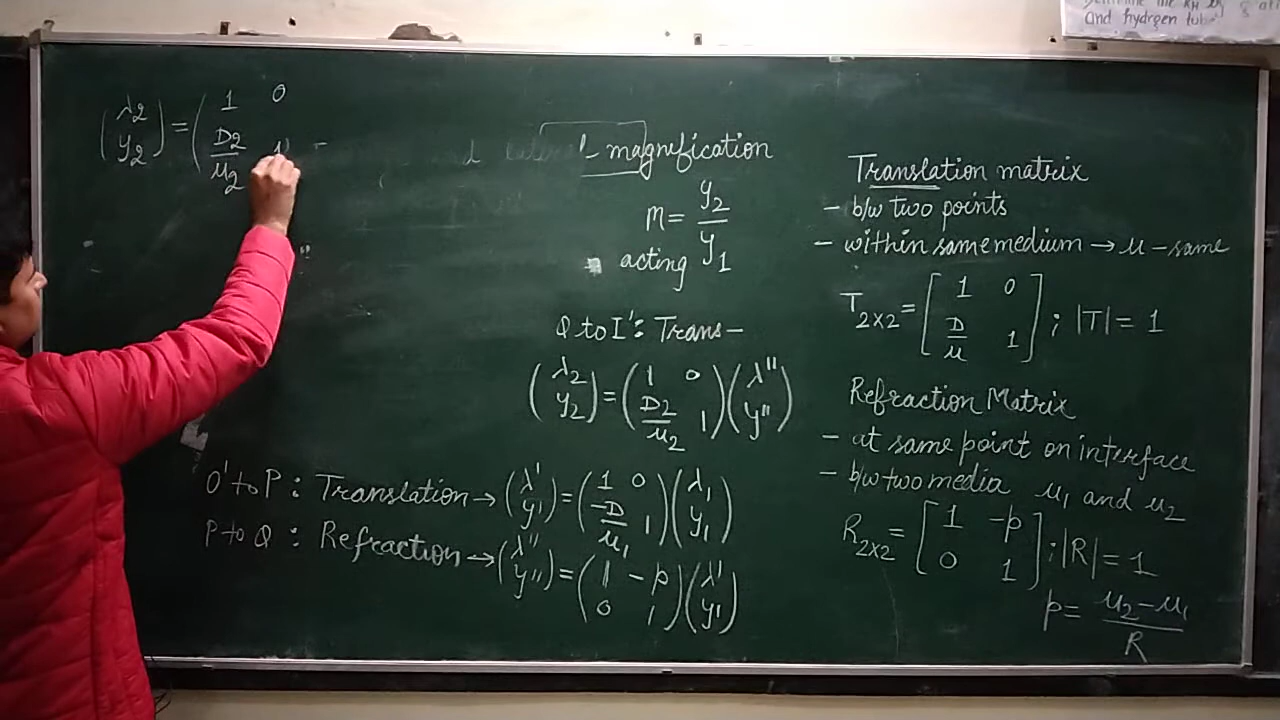 and hydrgen tube
(λ2 y2) = (1 0 D2/μ2 1
magnification
m = y2/y1
acting
Q to I': Trans–
(λ2 y2) = (1 0 D2/μ2 1)(λ'' y'')
O' to P : Translation → (λ' y') = (1 0 -D/μ1 1)(λ1 y1)
P to Q : Refraction → (λ'' y'') = (1 -p 0 1)(λ' y')
Translation matrix
- b/w two points
- within same medium → μ - same
T2x2 = [1 0 D/μ 1] ; |T| = 1
Refraction Matrix
- at same point on interface
- b/w two media μ1 and μ2
R2x2 = [1 -p 0 1] ; |R| = 1
p = μ2-μ1/R